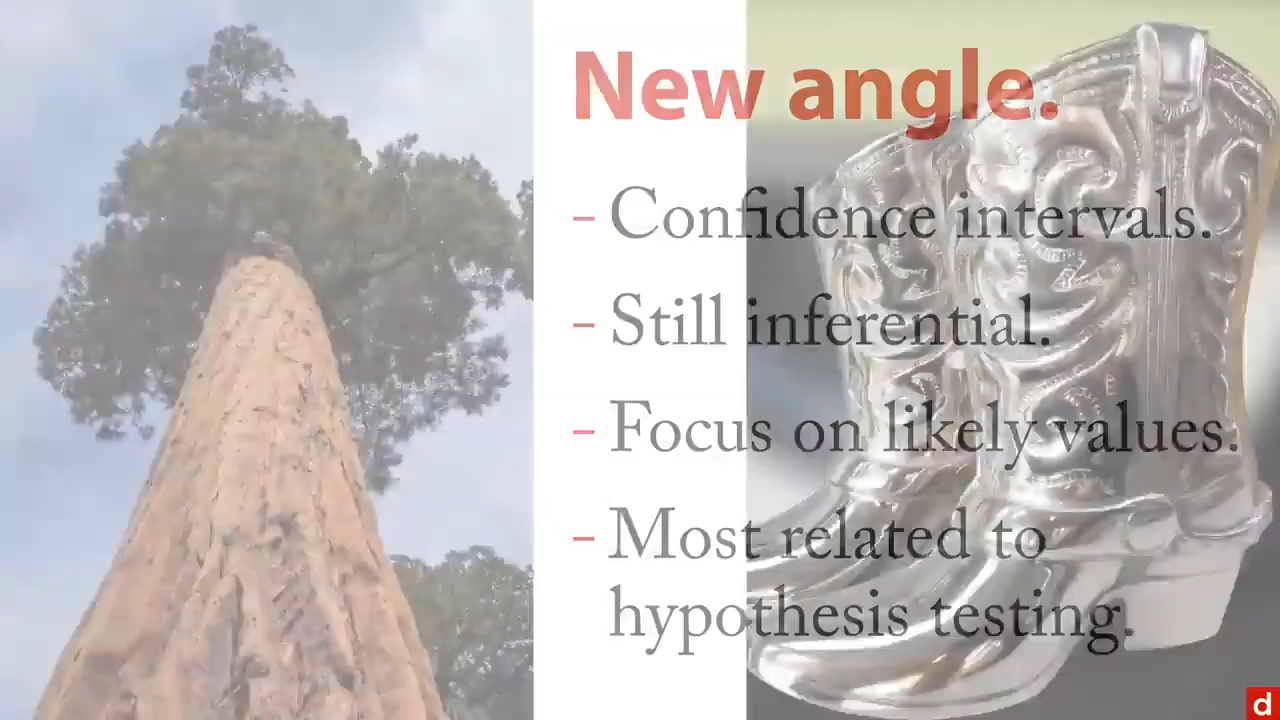 New angle.
- Confidence intervals.
- Still inferential.
- Focus on likely values.
- Most related to
hypothesis testing.
d